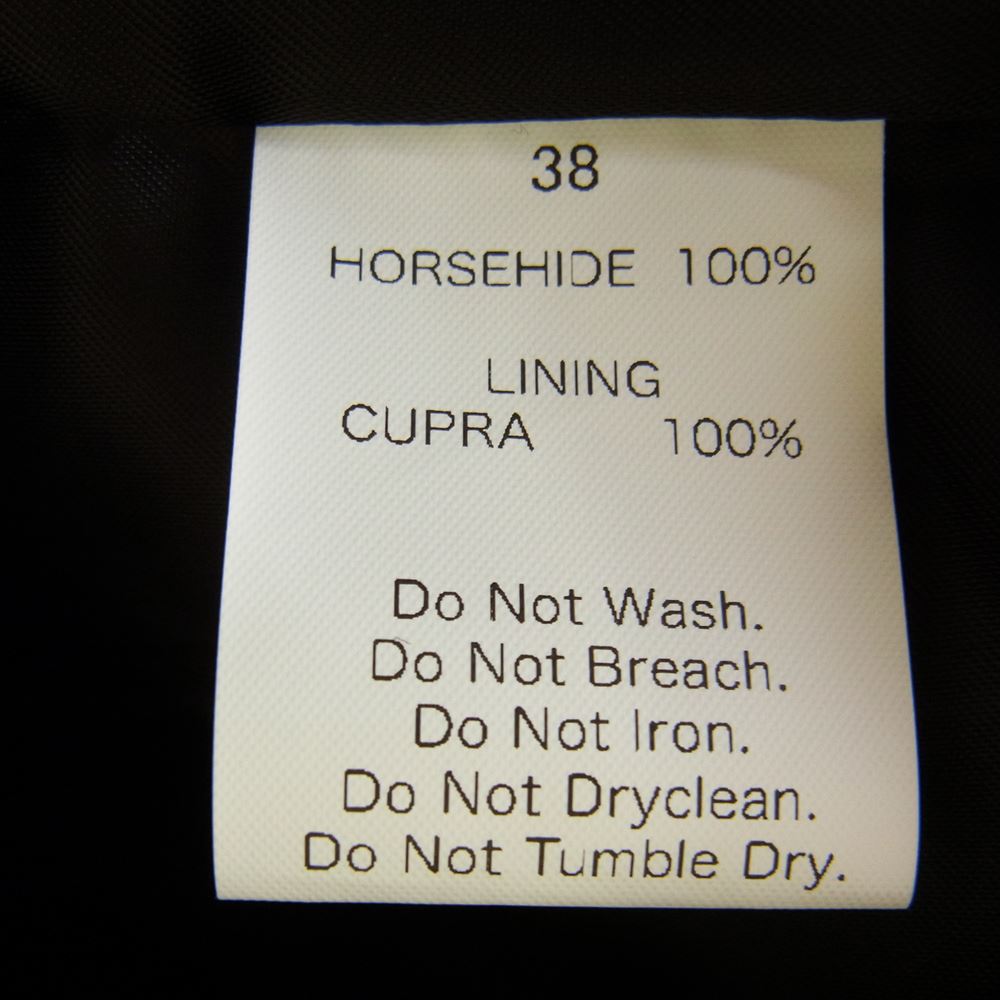 38
HORSEHIDE 100%
LINING
CUPRA 100%
Do Not Wash.
Do Not Breach.
Do Not Iron.
Do Not Dryclean.
Do Not Tumble Dry.